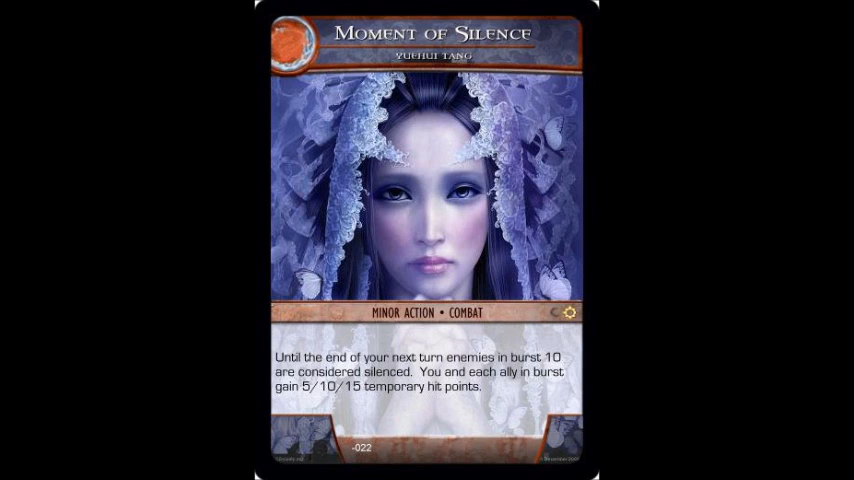 MOMENT OF SILENCE
YUEHUI TANG
MINOR ACTION • COMBAT
Until the end of your next turn enemies in burst 10
are considered silenced. You and each ally in burst
gain 5/10/15 temporary hit points.
-022